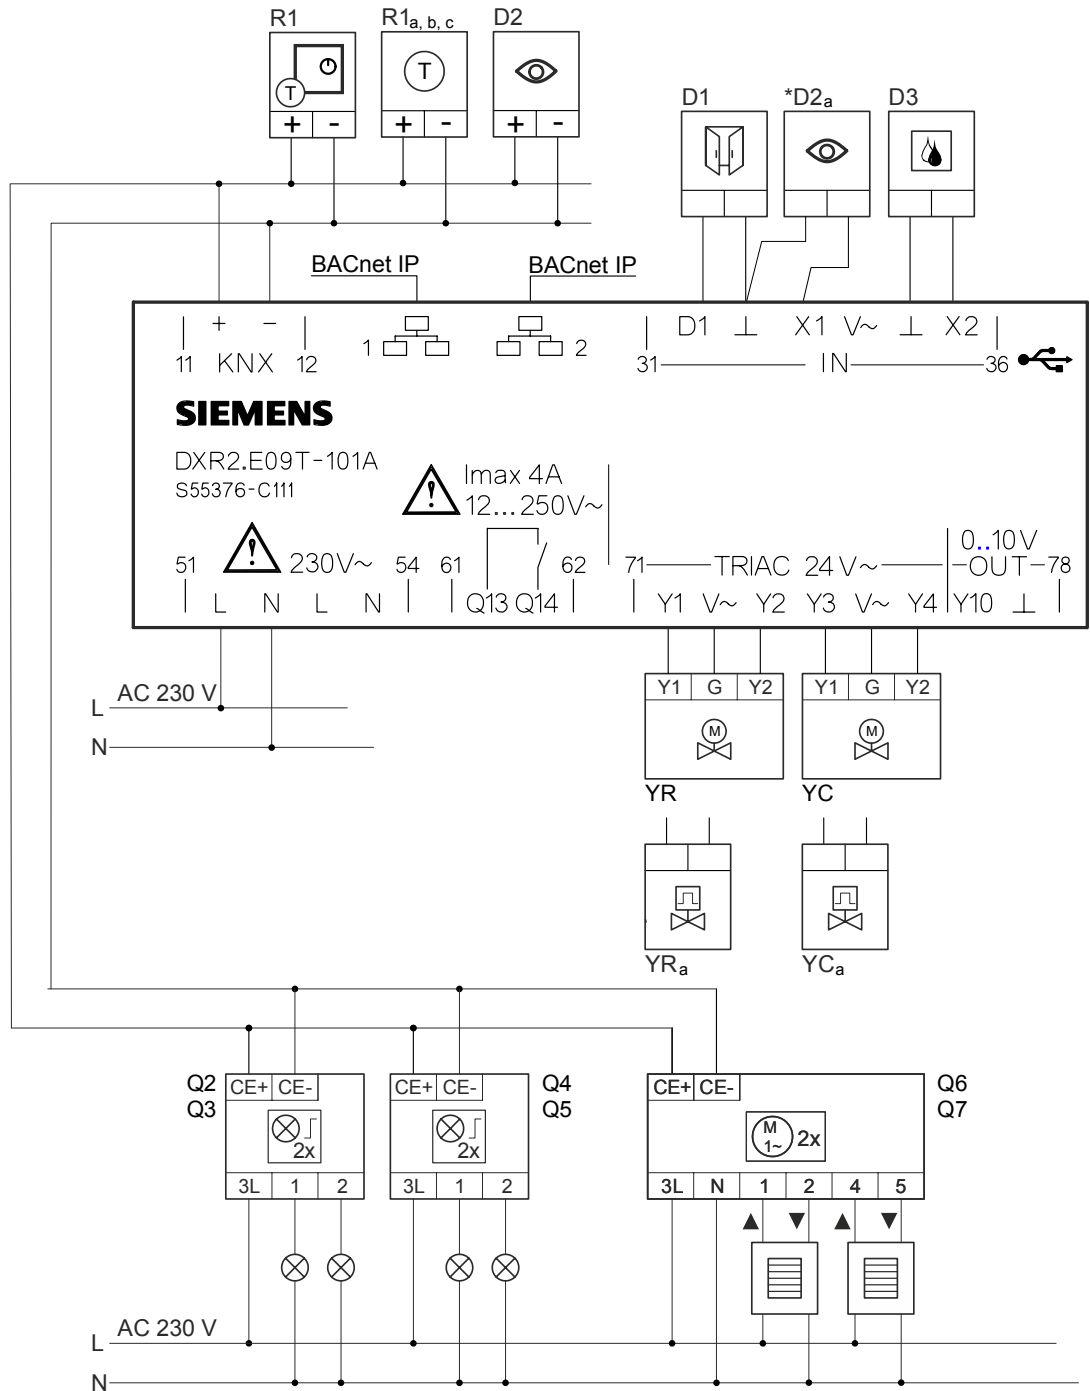 R1 R1a, b, c D2
T T
+ - + - + -
D1 *D2a D3
BACnet IP BACnet IP
+ - D1 ⊥ X1 V~ ⊥ X2
11 KNX 12 1 2 31 IN 36
SIEMENS
DXR2.E09T-101A
S55376-C111
! Imax 4A
12...250V~
0..10V
51 ! 230V~ 54 61 62 71 TRIAC 24V~ OUT 78
L N L N Q13 Q14 Y1 V~ Y2 Y3 V~ Y4 Y10 ⊥
L AC 230 V
N
Y1 G Y2 Y1 G Y2
M M
YR YC
YRa YCa
Q2 CE+ CE- CE+ CE- Q4 CE+ CE- Q6
Q3 Q5 Q7
2x 2x M 1~ 2x
3L 1 2 3L 1 2 3L N 1 2 4 5
▲ ▼ ▲ ▼
L AC 230 V
N